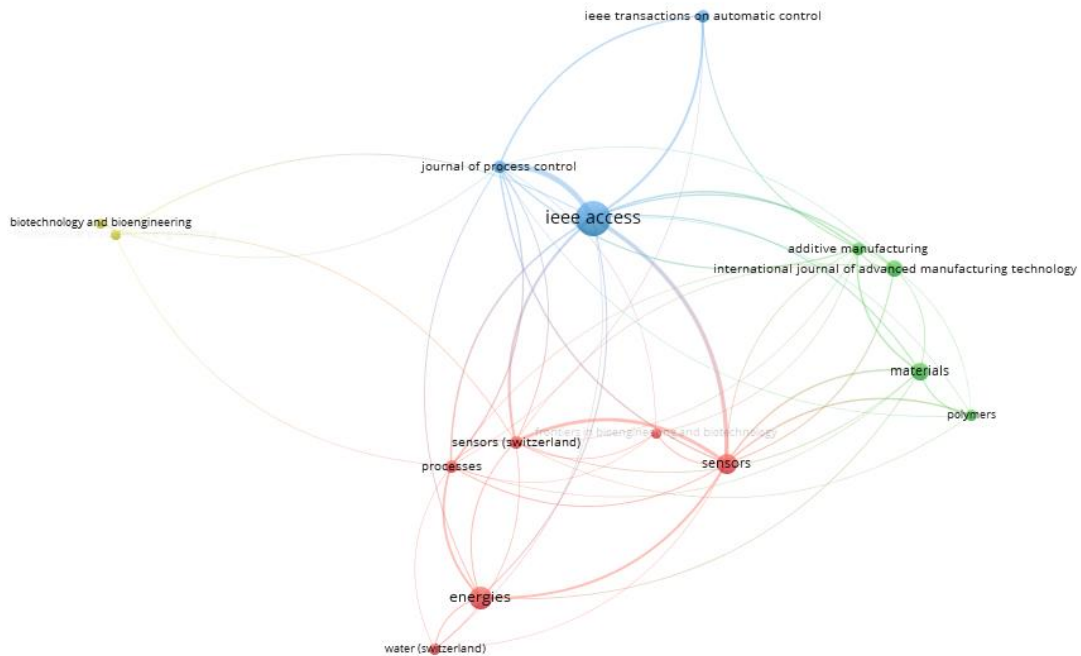 ieee transactions on automatic control
journal of process control
ieee access
biotechnology and bioengineering
additive manufacturing
international journal of advanced manufacturing technology
materials
polymers
frontiers in bioengineering and biotechnology
sensors (switzerland)
processes
sensors
energies
water (switzerland)